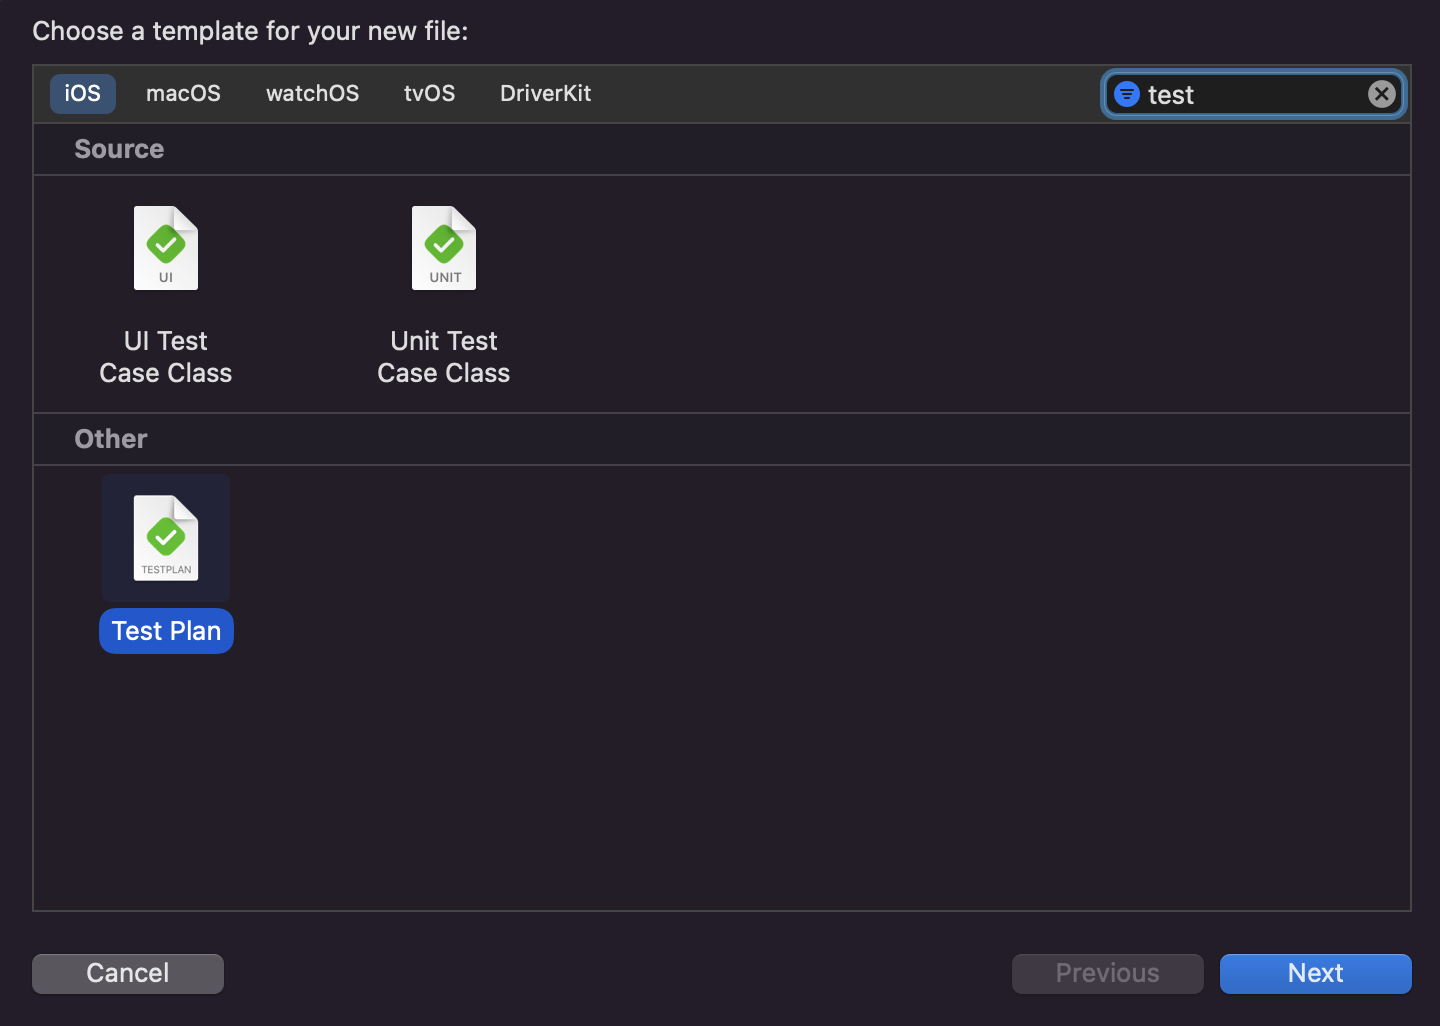 Choose a template for your new file:
iOS macOS watchOS tvOS DriverKit test
Source
UI
UNIT
UI Test
Case Class
Unit Test
Case Class
Other
TESTPLAN
Test Plan
Cancel Previous Next